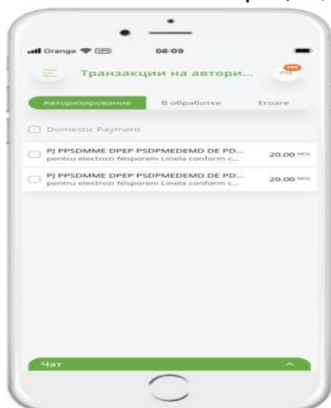 Orange VPN 08:09
Транзакции на автори...
Авторизирование В обработке Eroare
Domestic Payment
PJ PPSDMME DPEP PSDPMEDEMD DE PD...
pentru electrozi Nisporeni Linela conform c...
20.00
PJ PPSDMME DPEP PSDPMEDEMD DE PD...
pentru electrozi Nisporeni Linela conform c...
20.00
Чат